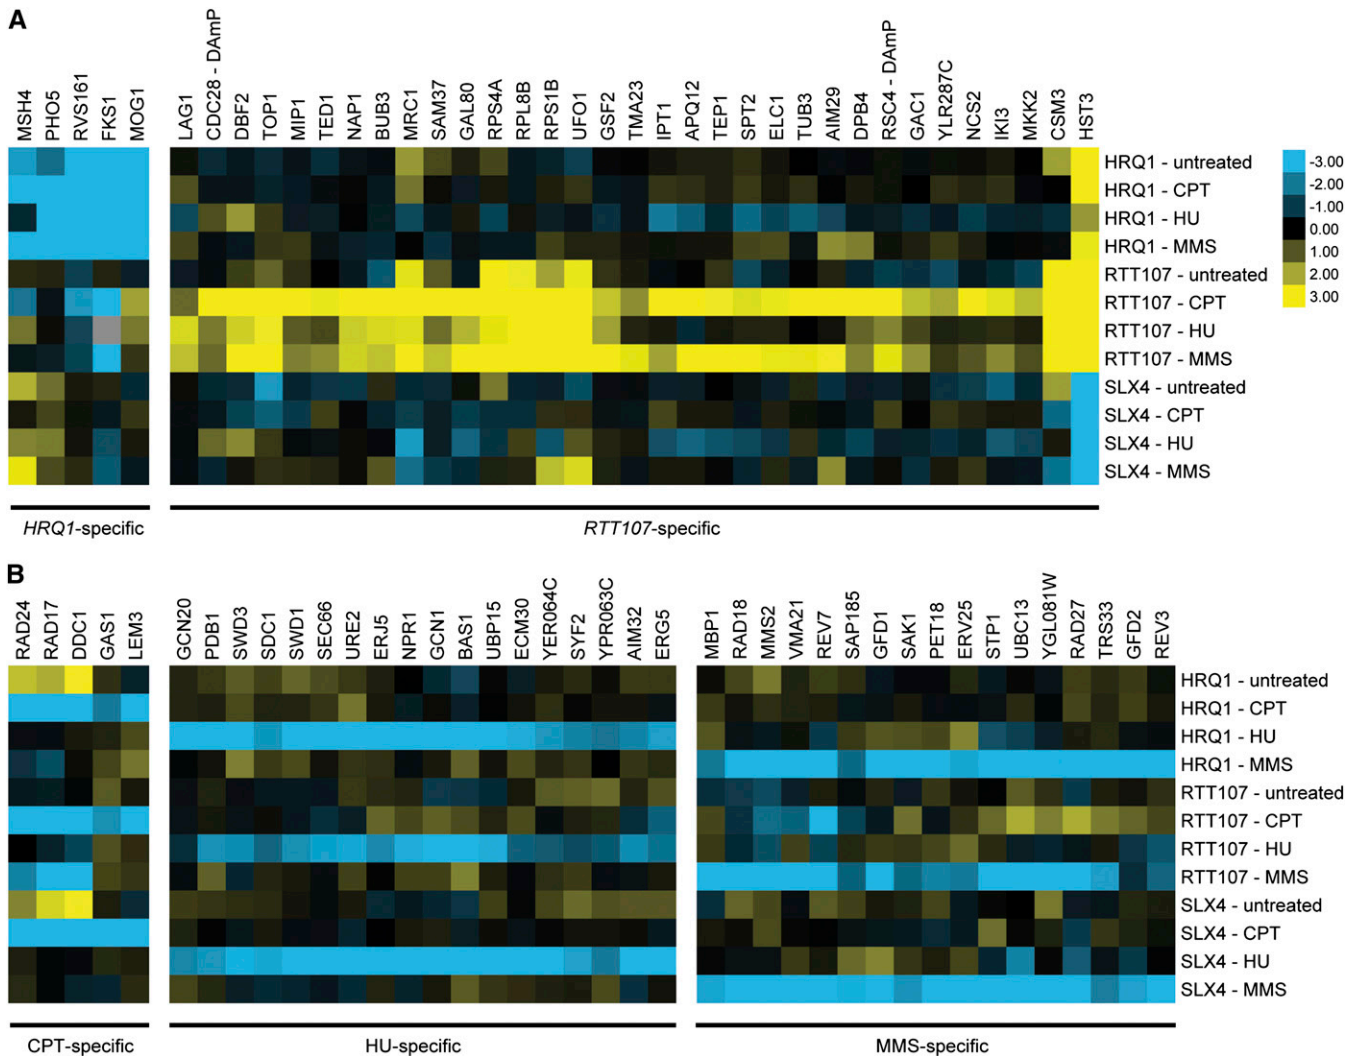 A
MSH4
PHO5
RVS161
FKS1
MOG1
LAG1
CDC28 - DAmP
DBF2
TOP1
MIP1
TED1
NAP1
BUB3
MRC1
SAM37
GAL80
RPS4A
RPL8B
RPS1B
UFO1
GSF2
TMA23
IPT1
APQ12
TEP1
SPT2
ELC1
TUB3
AIM29
DPB4
RSC4 - DAmP
GAC1
YLR287C
NCS2
IKI3
MKK2
CSM3
HST3
HRQ1 - untreated
HRQ1 - CPT
HRQ1 - HU
HRQ1 - MMS
RTT107 - untreated
RTT107 - CPT
RTT107 - HU
RTT107 - MMS
SLX4 - untreated
SLX4 - CPT
SLX4 - HU
SLX4 - MMS
-3.00
-2.00
-1.00
0.00
1.00
2.00
3.00
HRQ1-specific
RTT107-specific
B
RAD24
RAD17
DDC1
GAS1
LEM3
GCN20
PDB1
SWD3
SDC1
SWD1
SEC66
URE2
ERJ5
NPR1
GCN1
BAS1
UBP15
ECM30
YER064C
SYF2
YPR063C
AIM32
ERG5
MBP1
RAD18
MMS2
VMA21
REV7
SAP185
GFD1
SAK1
PET18
ERV25
STP1
UBC13
YGL081W
RAD27
TRS33
GFD2
REV3
HRQ1 - untreated
HRQ1 - CPT
HRQ1 - HU
HRQ1 - MMS
RTT107 - untreated
RTT107 - CPT
RTT107 - HU
RTT107 - MMS
SLX4 - untreated
SLX4 - CPT
SLX4 - HU
SLX4 - MMS
CPT-specific
HU-specific
MMS-specific